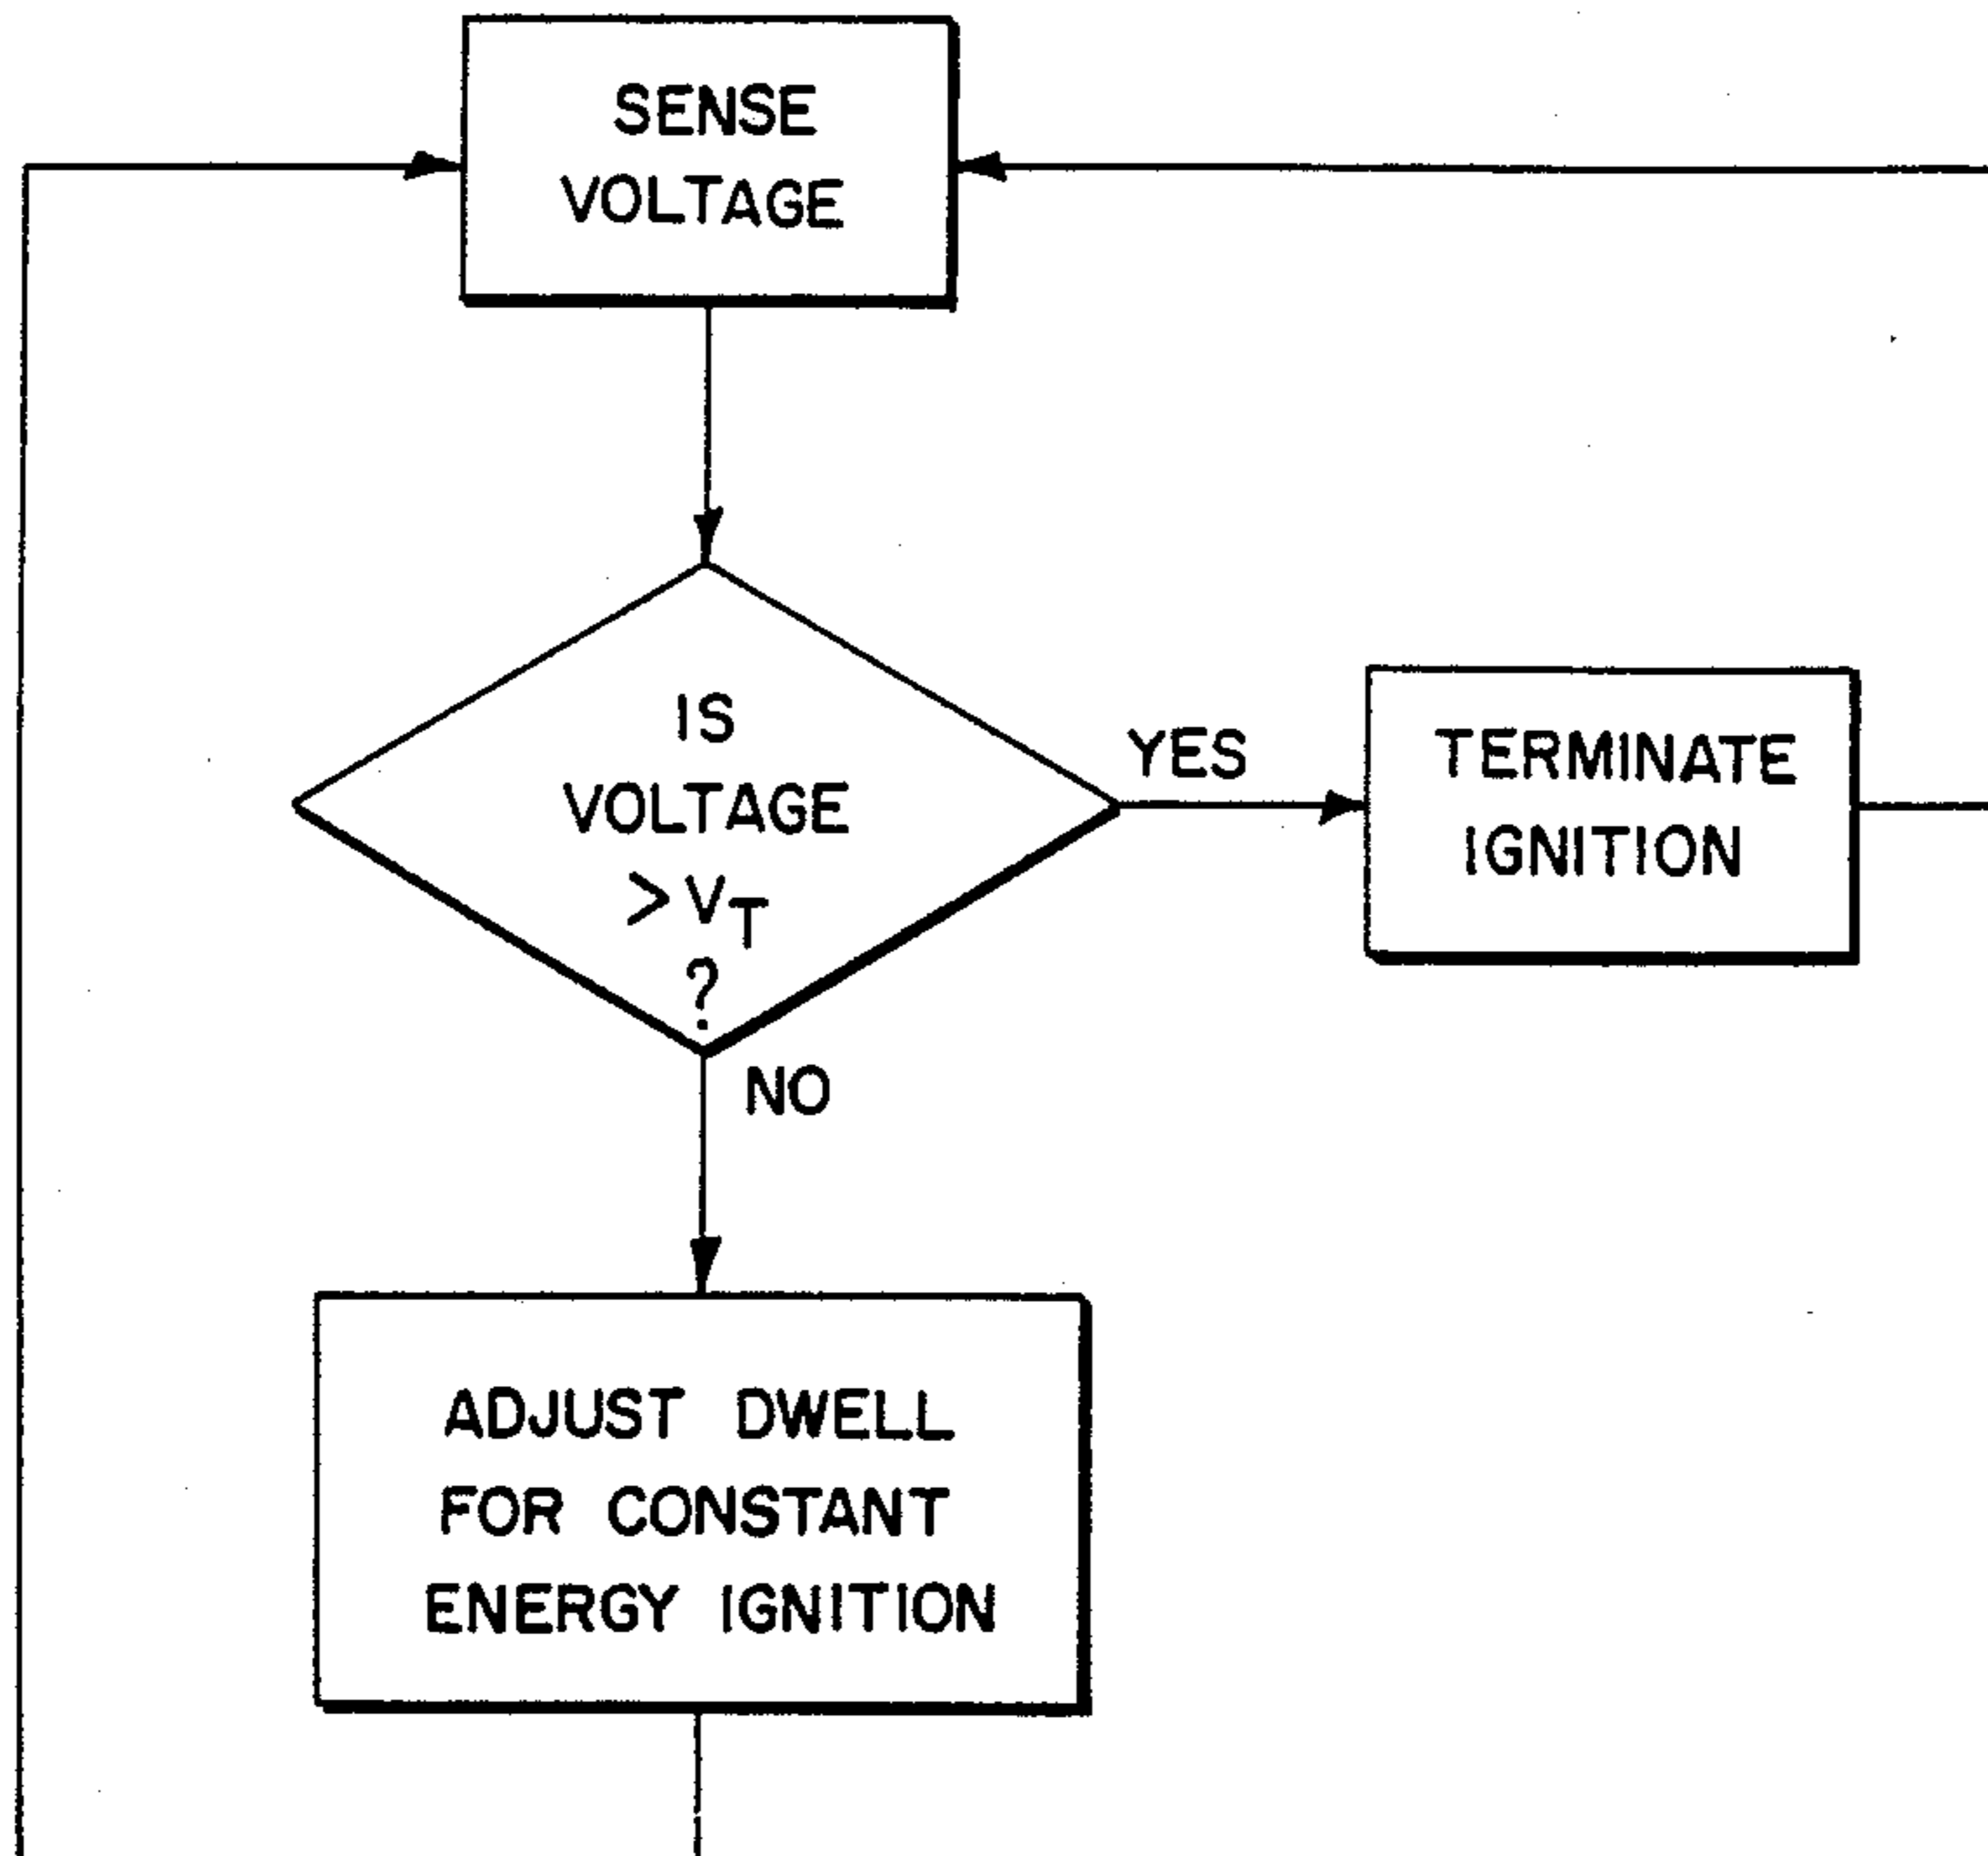 SENSE
VOLTAGE
IS
VOLTAGE
>VT
?
YES
TERMINATE
IGNITION
NO
ADJUST DWELL
FOR CONSTANT
ENERGY IGNITION